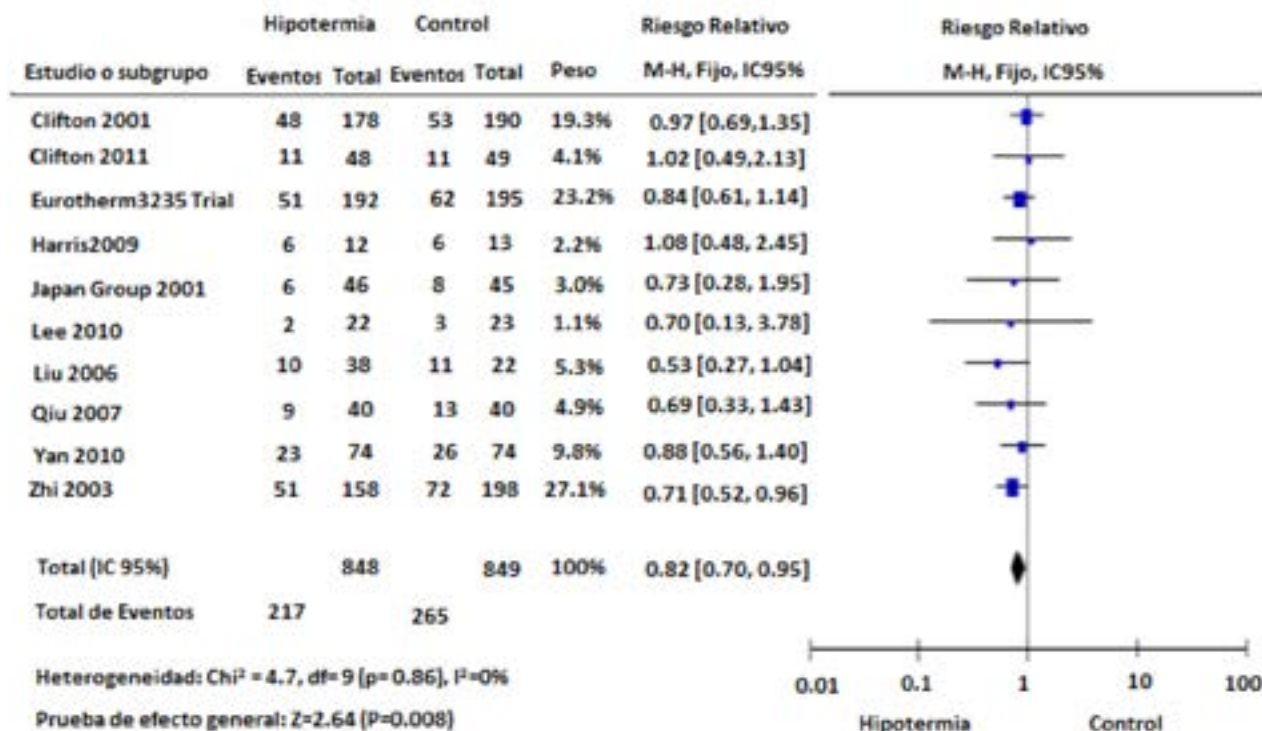 Hipotermia Control Riesgo Relativo Riesgo Relativo
Estudio o subgrupo Eventos Total Eventos Total Peso M-H, Fijo, IC95% M-H, Fijo, IC95%
Clifton 2001 48 178 53 190 19.3% 0.97 [0.69,1.35]
Clifton 2011 11 48 11 49 4.1% 1.02 [0.49,2.13]
Eurotherm3235 Trial 51 192 62 195 23.2% 0.84 [0.61, 1.14]
Harris2009 6 12 6 13 2.2% 1.08 [0.48, 2.45]
Japan Group 2001 6 46 8 45 3.0% 0.73 [0.28, 1.95]
Lee 2010 2 22 3 23 1.1% 0.70 [0.13, 3.78]
Liu 2006 10 38 11 22 5.3% 0.53 [0.27, 1.04]
Qiu 2007 9 40 13 40 4.9% 0.69 [0.33, 1.43]
Yan 2010 23 74 26 74 9.8% 0.88 [0.56, 1.40]
Zhi 2003 51 158 72 198 27.1% 0.71 [0.52, 0.96]
Total (IC 95%) 848 849 100% 0.82 [0.70, 0.95]
Total de Eventos 217 265
Heterogeneidad: Chi² = 4.7, df= 9 (p= 0.86), I²=0%
Prueba de efecto general: Z=2.64 (P=0.008)
0.01 0.1 1 10 100
Hipotermia Control